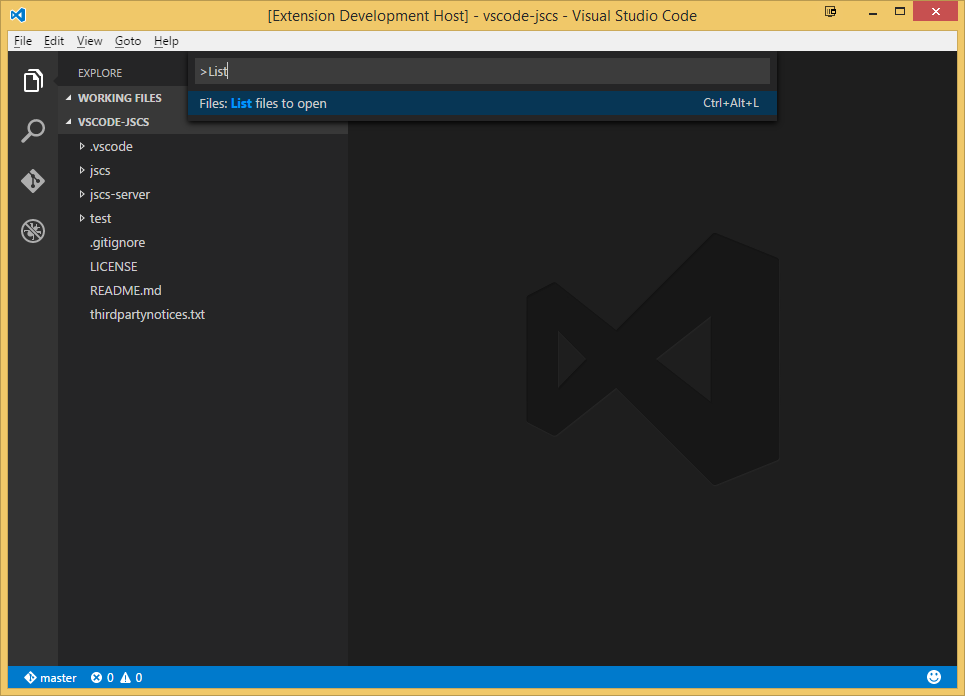 [Extension Development Host] - vscode-jscs - Visual Studio Code
File Edit View Goto Help
EXPLORE
>List
WORKING FILES
Files: List files to open Ctrl+Alt+L
VSCODE-JSCS
.vscode
jscs
jscs-server
test
.gitignore
LICENSE
README.md
thirdpartynotices.txt
master 0 0